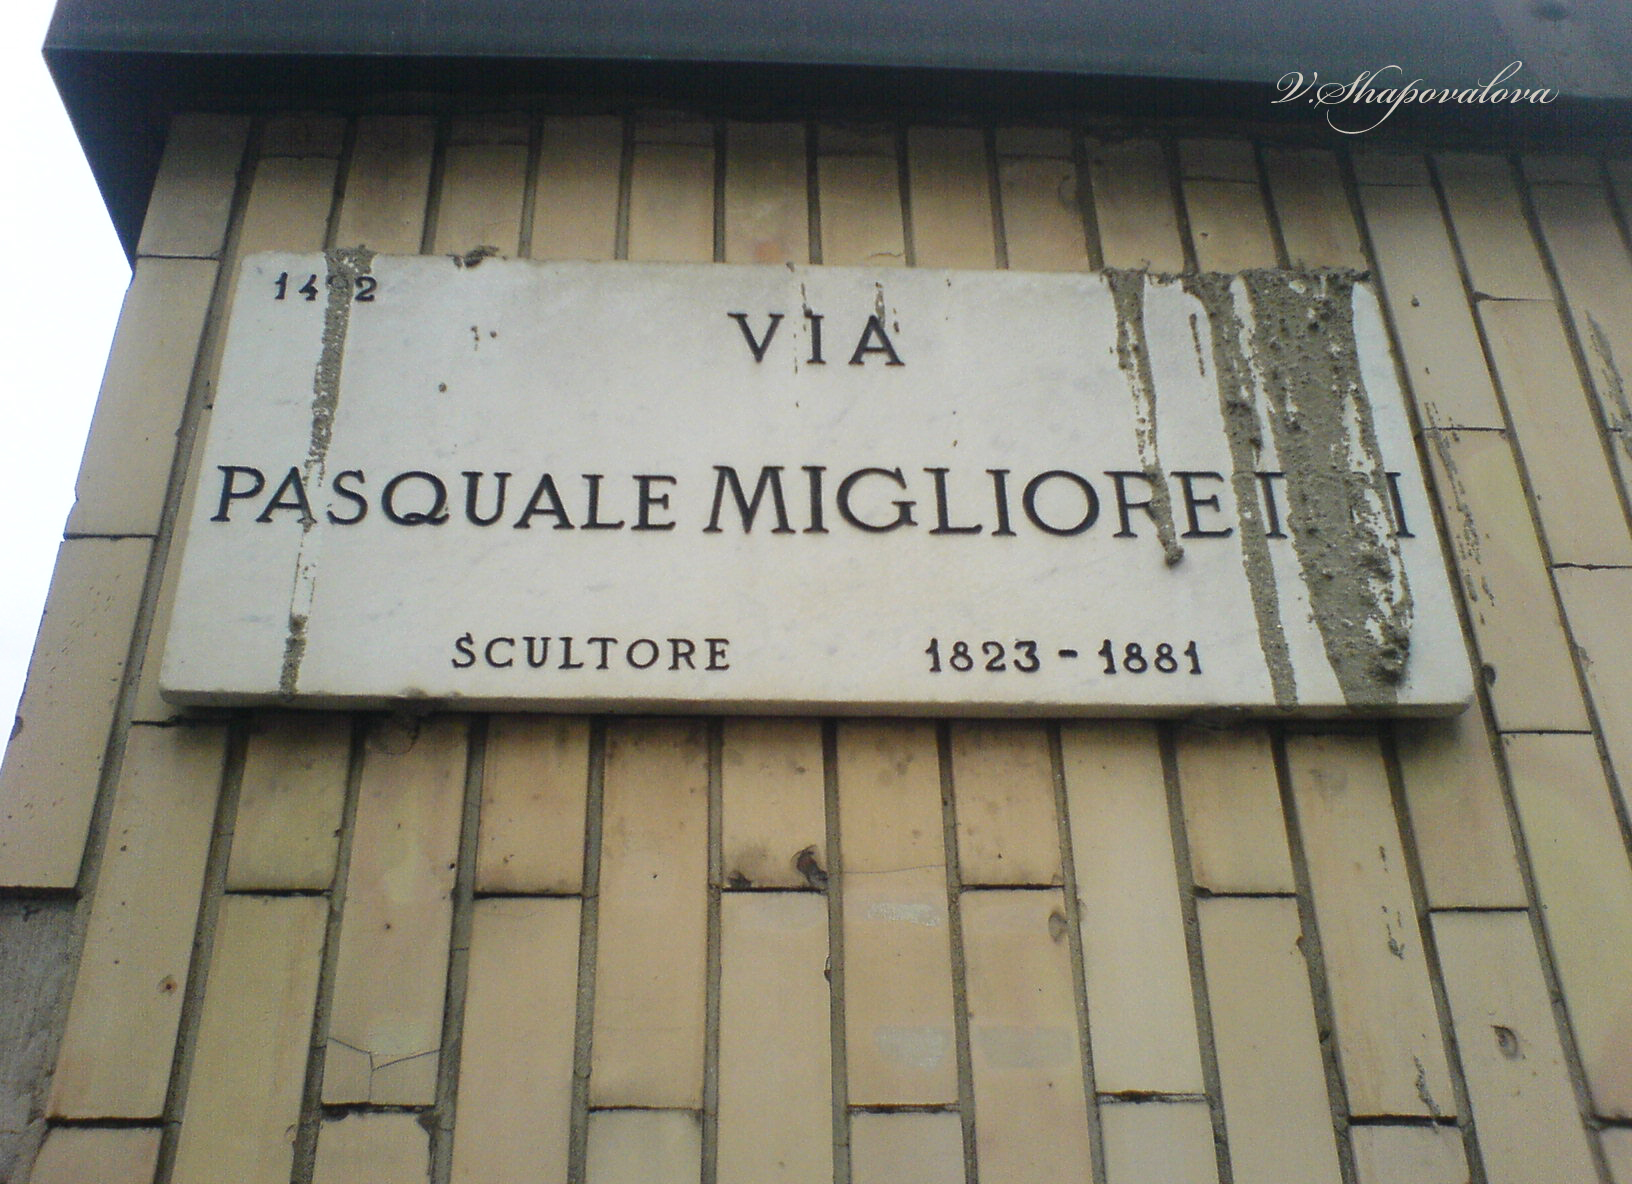 V.Shapovalova
VIA
PASQUALE MIGLIORETTI
SCULTORE 1823-1881